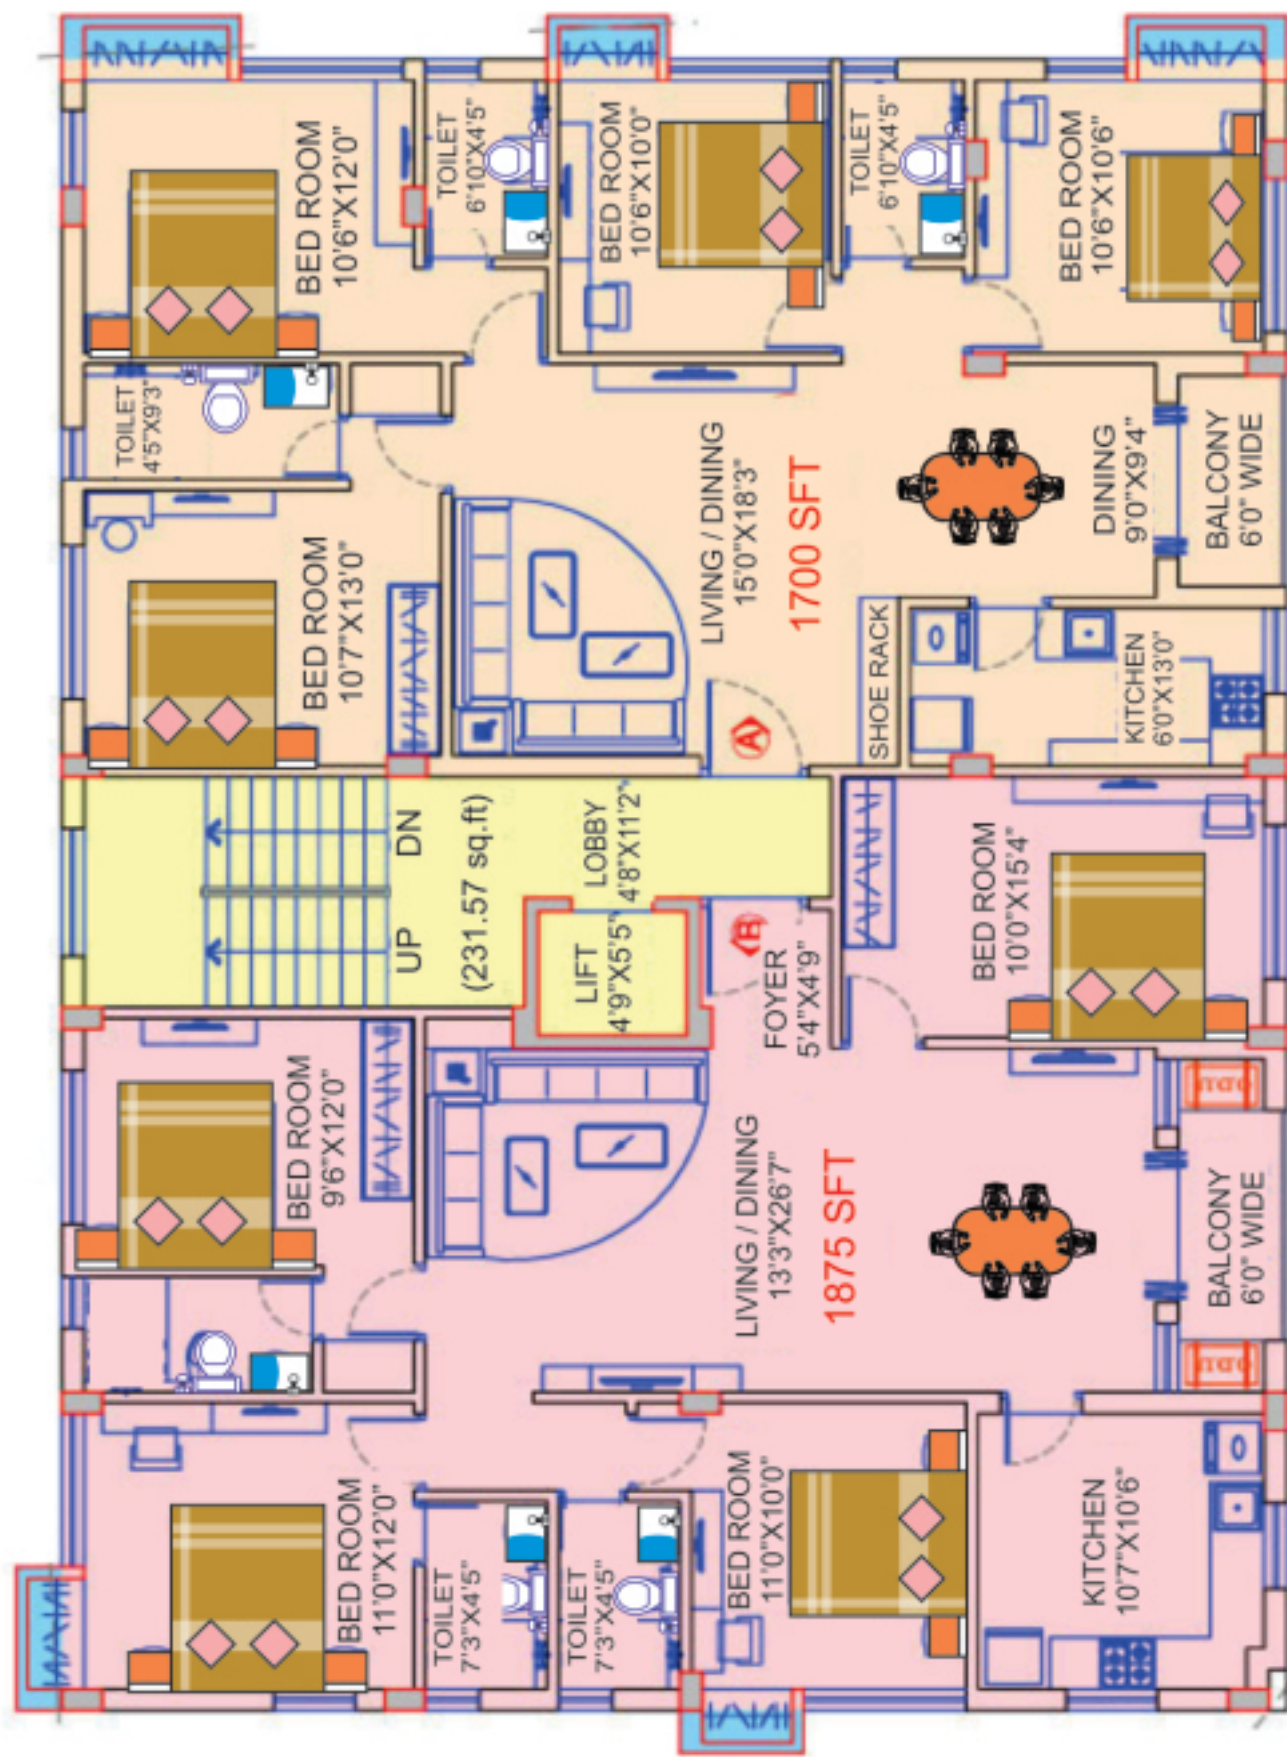 BED ROOM
10'6"X12'0"
TOILET
6'10"X4'5"
BED ROOM
10'6"X10'0"
TOILET
6'10"X4'5"
BED ROOM
10'6"X10'6"
TOILET
4'5"X9'3"
BED ROOM
10'7"X13'0"
LIVING / DINING
15'0"X18'3"
1700 SFT
DINING
9'0"X9'4"
BALCONY
6'0" WIDE
SHOE RACK
KITCHEN
6'0"X13'0"
A
UP
DN
(231.57 sq.ft)
LOBBY
4'8"X11'2"
LIFT
4'9"X5'5"
B
FOYER
5'4"X4'9"
BED ROOM
10'0"X15'4"
BED ROOM
9'6"X12'0"
LIVING / DINING
13'3"X26'7"
1875 SFT
BALCONY
6'0" WIDE
BED ROOM
11'0"X12'0"
TOILET
7'3"X4'5"
TOILET
7'3"X4'5"
BED ROOM
11'0"X10'0"
KITCHEN
10'7"X10'6"